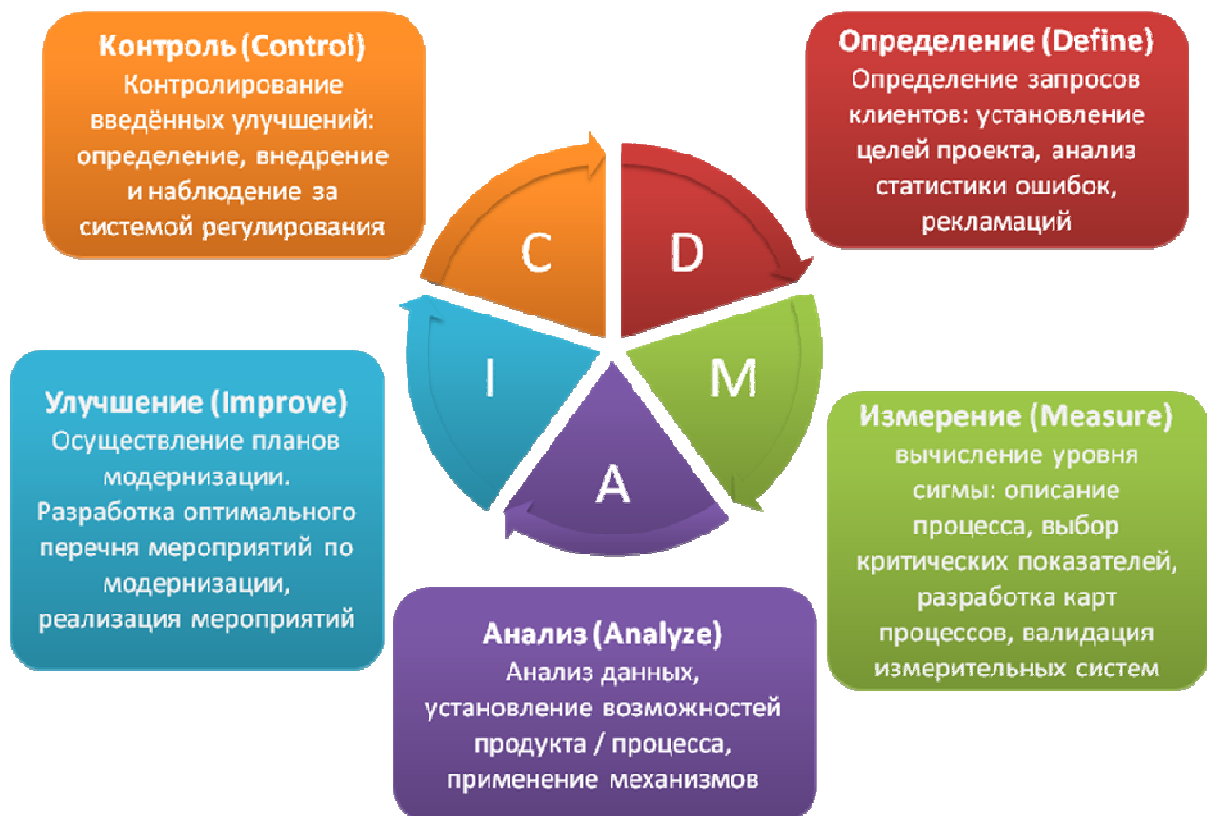 Контроль (Control)
Контролирование
введённых улучшений:
определение, внедрение
и наблюдение за
системой регулирования
Определение (Define)
Определение запросов
клиентов: установление
целей проекта, анализ
статистики ошибок,
рекламаций
C
D
I
M
A
Улучшение (Improve)
Осуществление планов
модернизации.
Разработка оптимального
перечня мероприятий по
модернизации,
реализация мероприятий
Измерение (Measure)
вычисление уровня
сигмы: описание
процесса, выбор
критических показателей,
разработка карт
процессов, валидация
измерительных систем
Анализ (Analyze)
Анализ данных,
установление возможностей
продукта / процесса,
применение механизмов